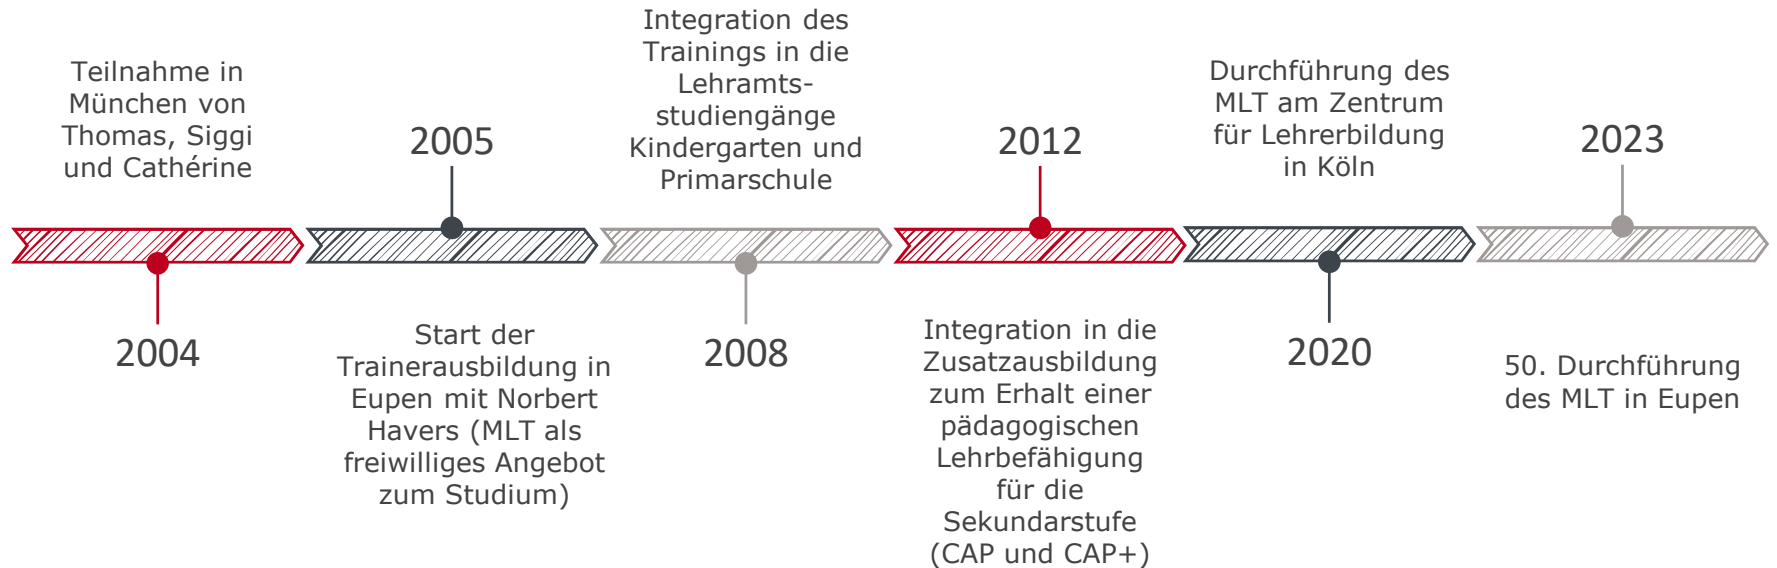 Teilnahme in
München von
Thomas, Siggi
und Cathérine
2004
2005
Start der
Trainerausbildung in
Eupen mit Norbert
Havers (MLT als
freiwilliges Angebot
zum Studium)
Integration des
Trainings in die
Lehramts-
studiengänge
Kindergarten und
Primarschule
2008
2012
Integration in die
Zusatzausbildung
zum Erhalt einer
pädagogischen
Lehrbefähigung
für die
Sekundarstufe
(CAP und CAP+)
Durchführung des
MLT am Zentrum
für Lehrerbildung
in Köln
2020
2023
50. Durchführung
des MLT in Eupen